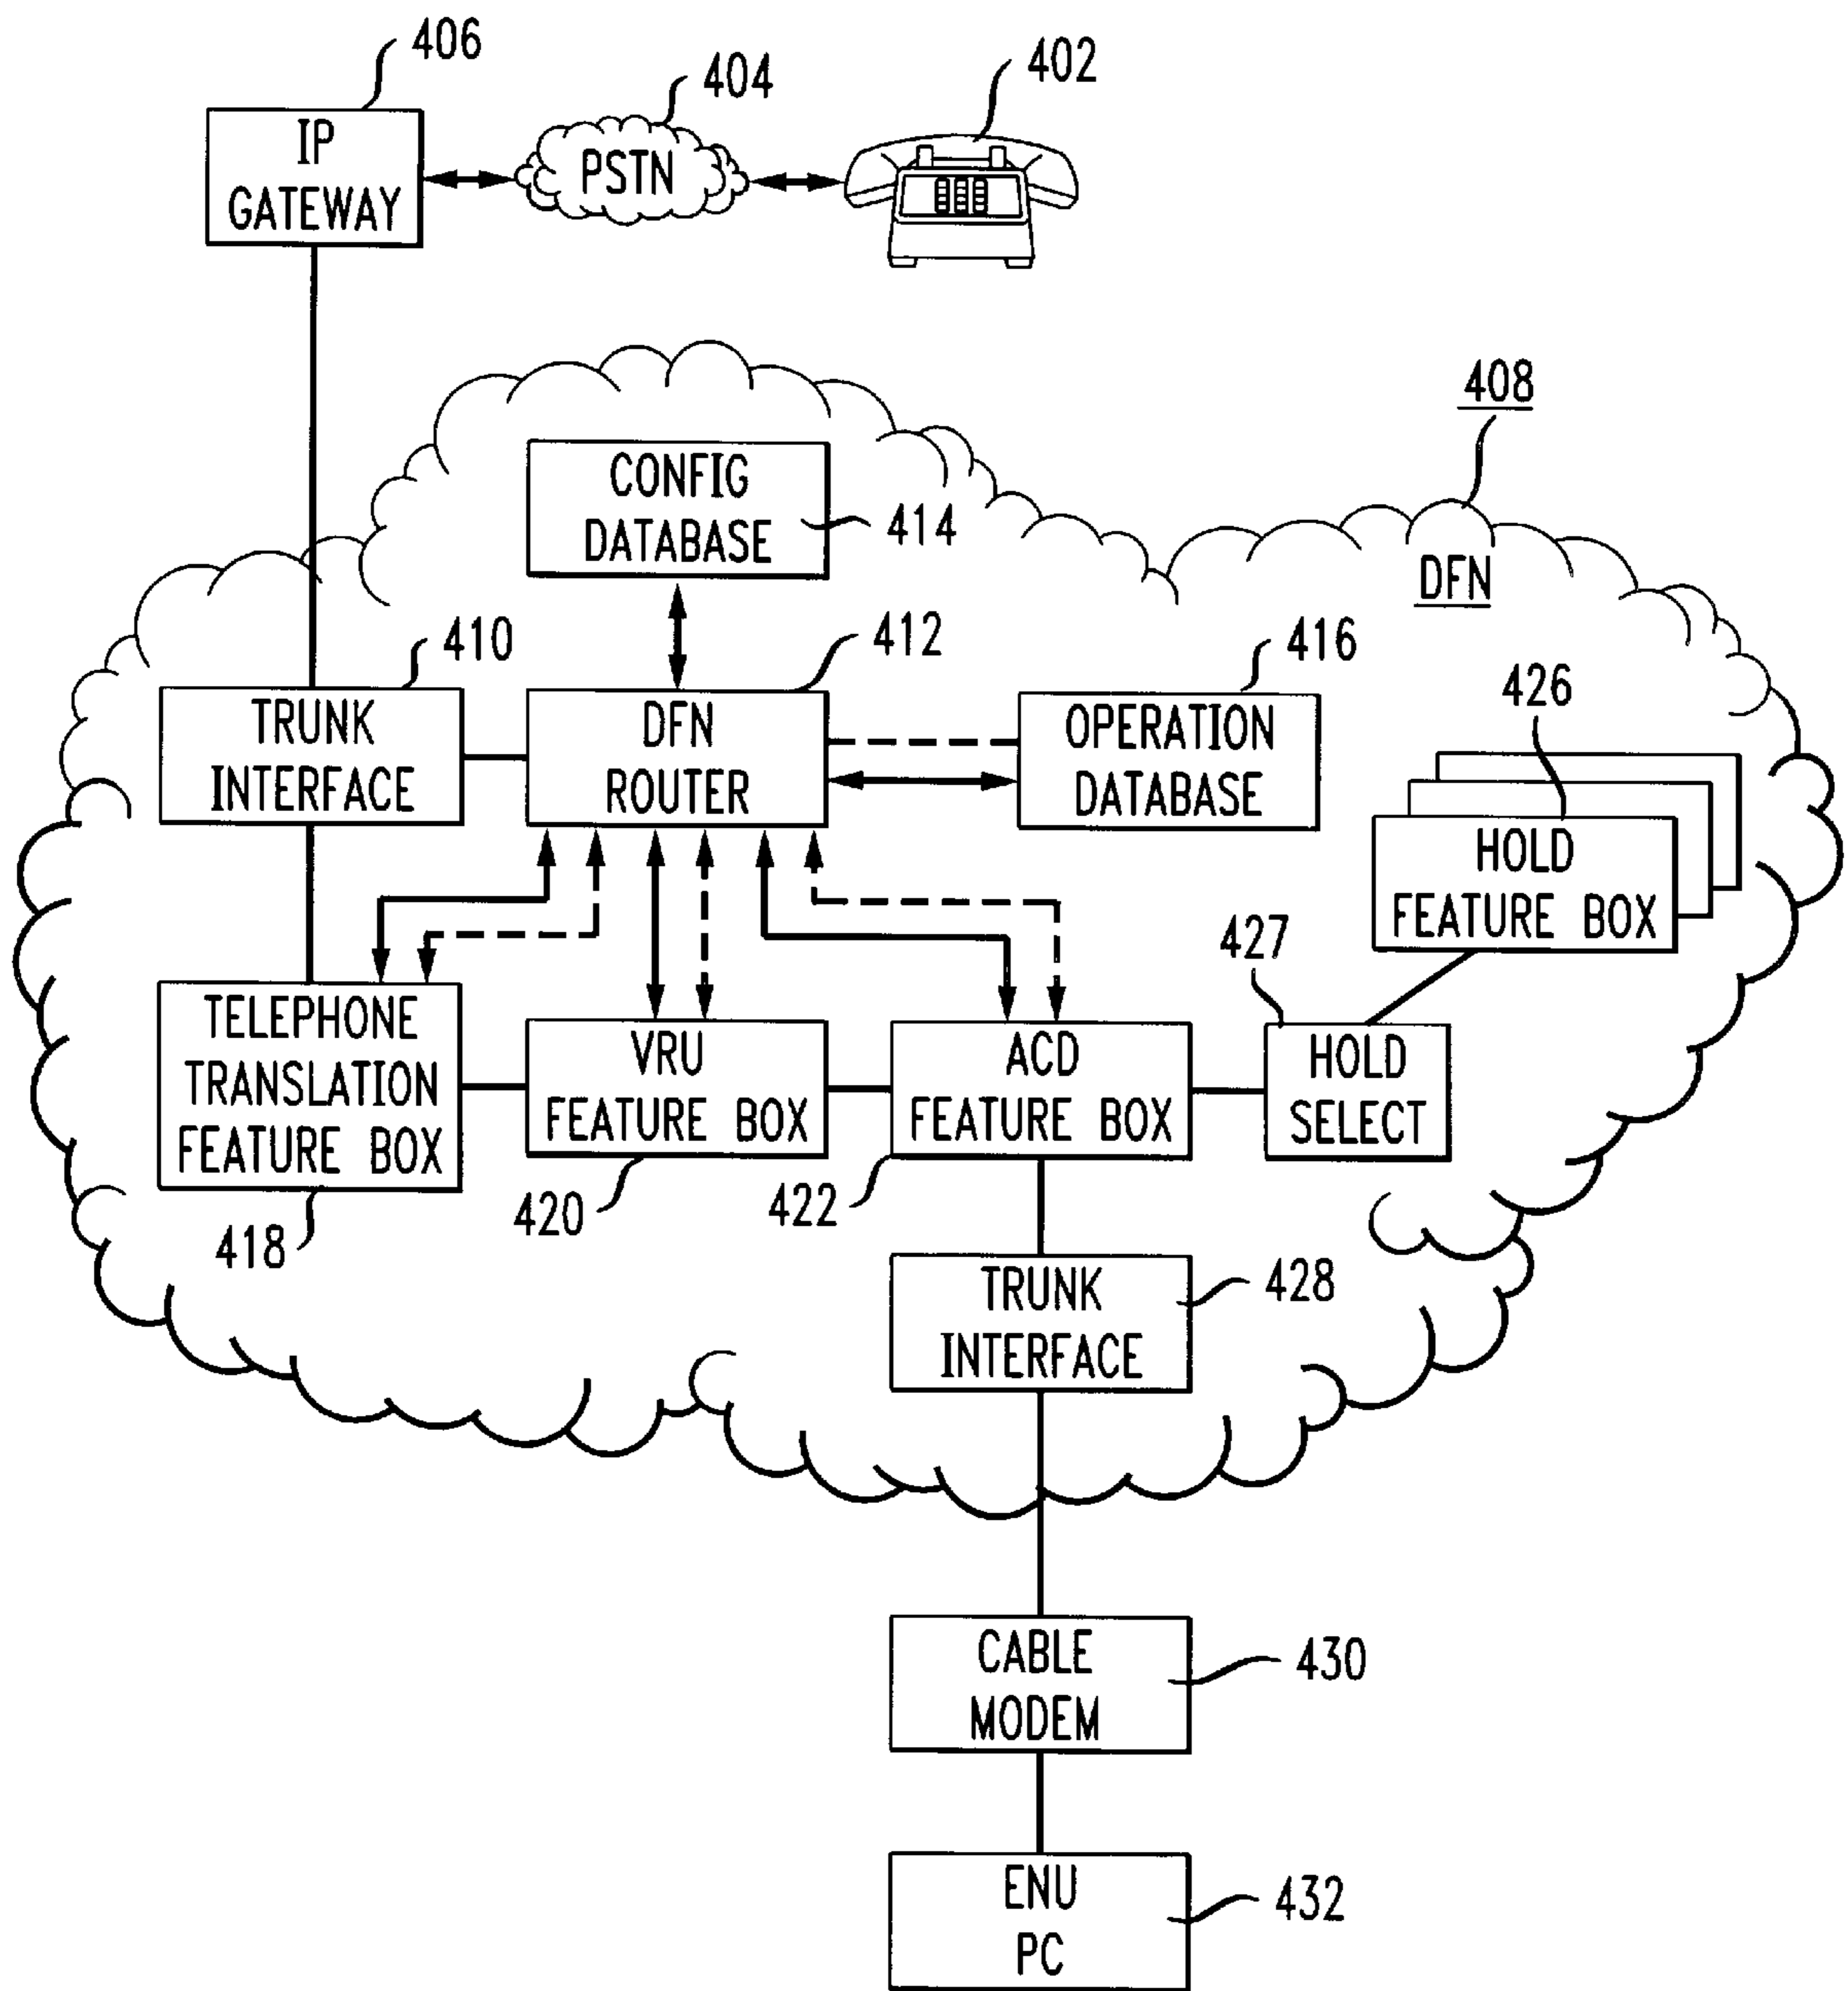 406
404
402
IP
GATEWAY
PSTN
408
CONFIG
DATABASE
414
DFN
410
412
416
426
TRUNK
INTERFACE
DFN
ROUTER
OPERATION
DATABASE
HOLD
FEATURE BOX
427
TELEPHONE
TRANSLATION
FEATURE BOX
VRU
FEATURE BOX
ACD
FEATURE BOX
HOLD
SELECT
418
420
422
TRUNK
INTERFACE
428
CABLE
MODEM
430
ENU
PC
432